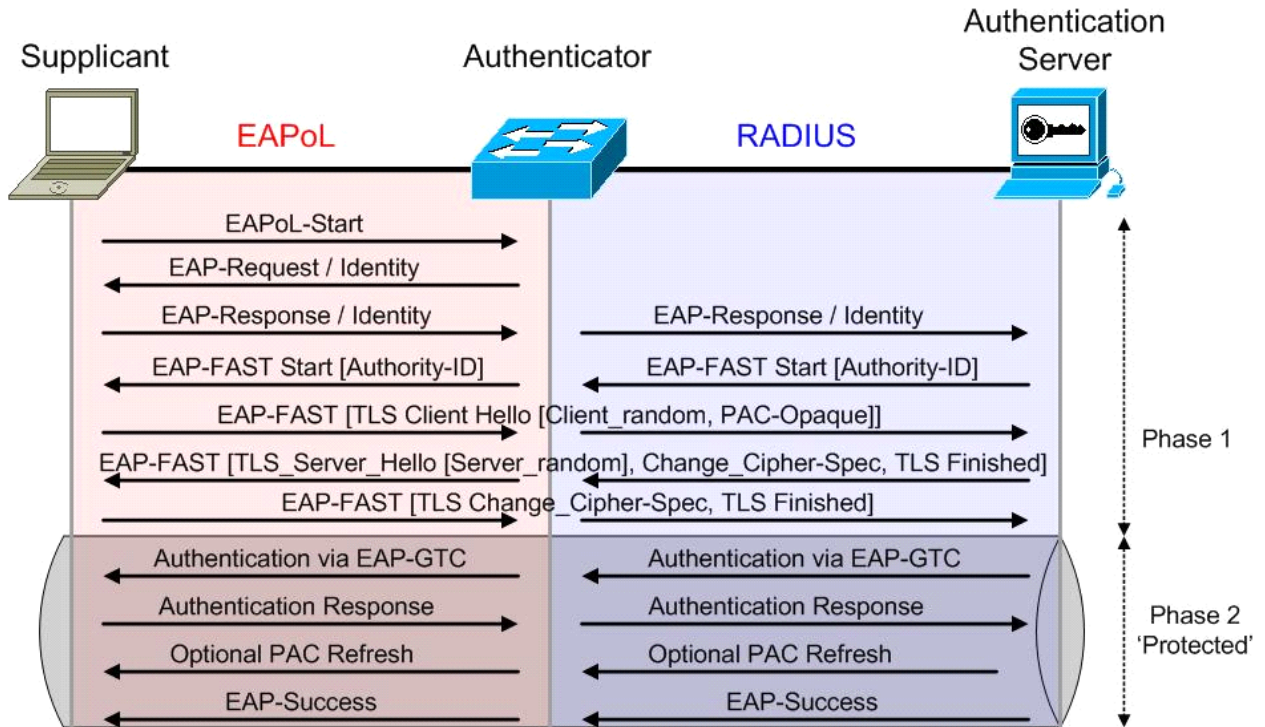 Supplicant
Authenticator
Authentication
Server
EAPoL
RADIUS
EAPoL-Start
EAP-Request / Identity
EAP-Response / Identity
EAP-Response / Identity
EAP-FAST Start [Authority-ID]
EAP-FAST Start [Authority-ID]
EAP-FAST [TLS Client Hello [Client_random, PAC-Opaque]]
EAP-FAST [TLS_Server_Hello [Server_random], Change_Cipher-Spec, TLS Finished]
EAP-FAST [TLS Change_Cipher-Spec, TLS Finished]
Phase 1
Authentication via EAP-GTC
Authentication via EAP-GTC
Authentication Response
Authentication Response
Optional PAC Refresh
Optional PAC Refresh
EAP-Success
EAP-Success
Phase 2
‘Protected’